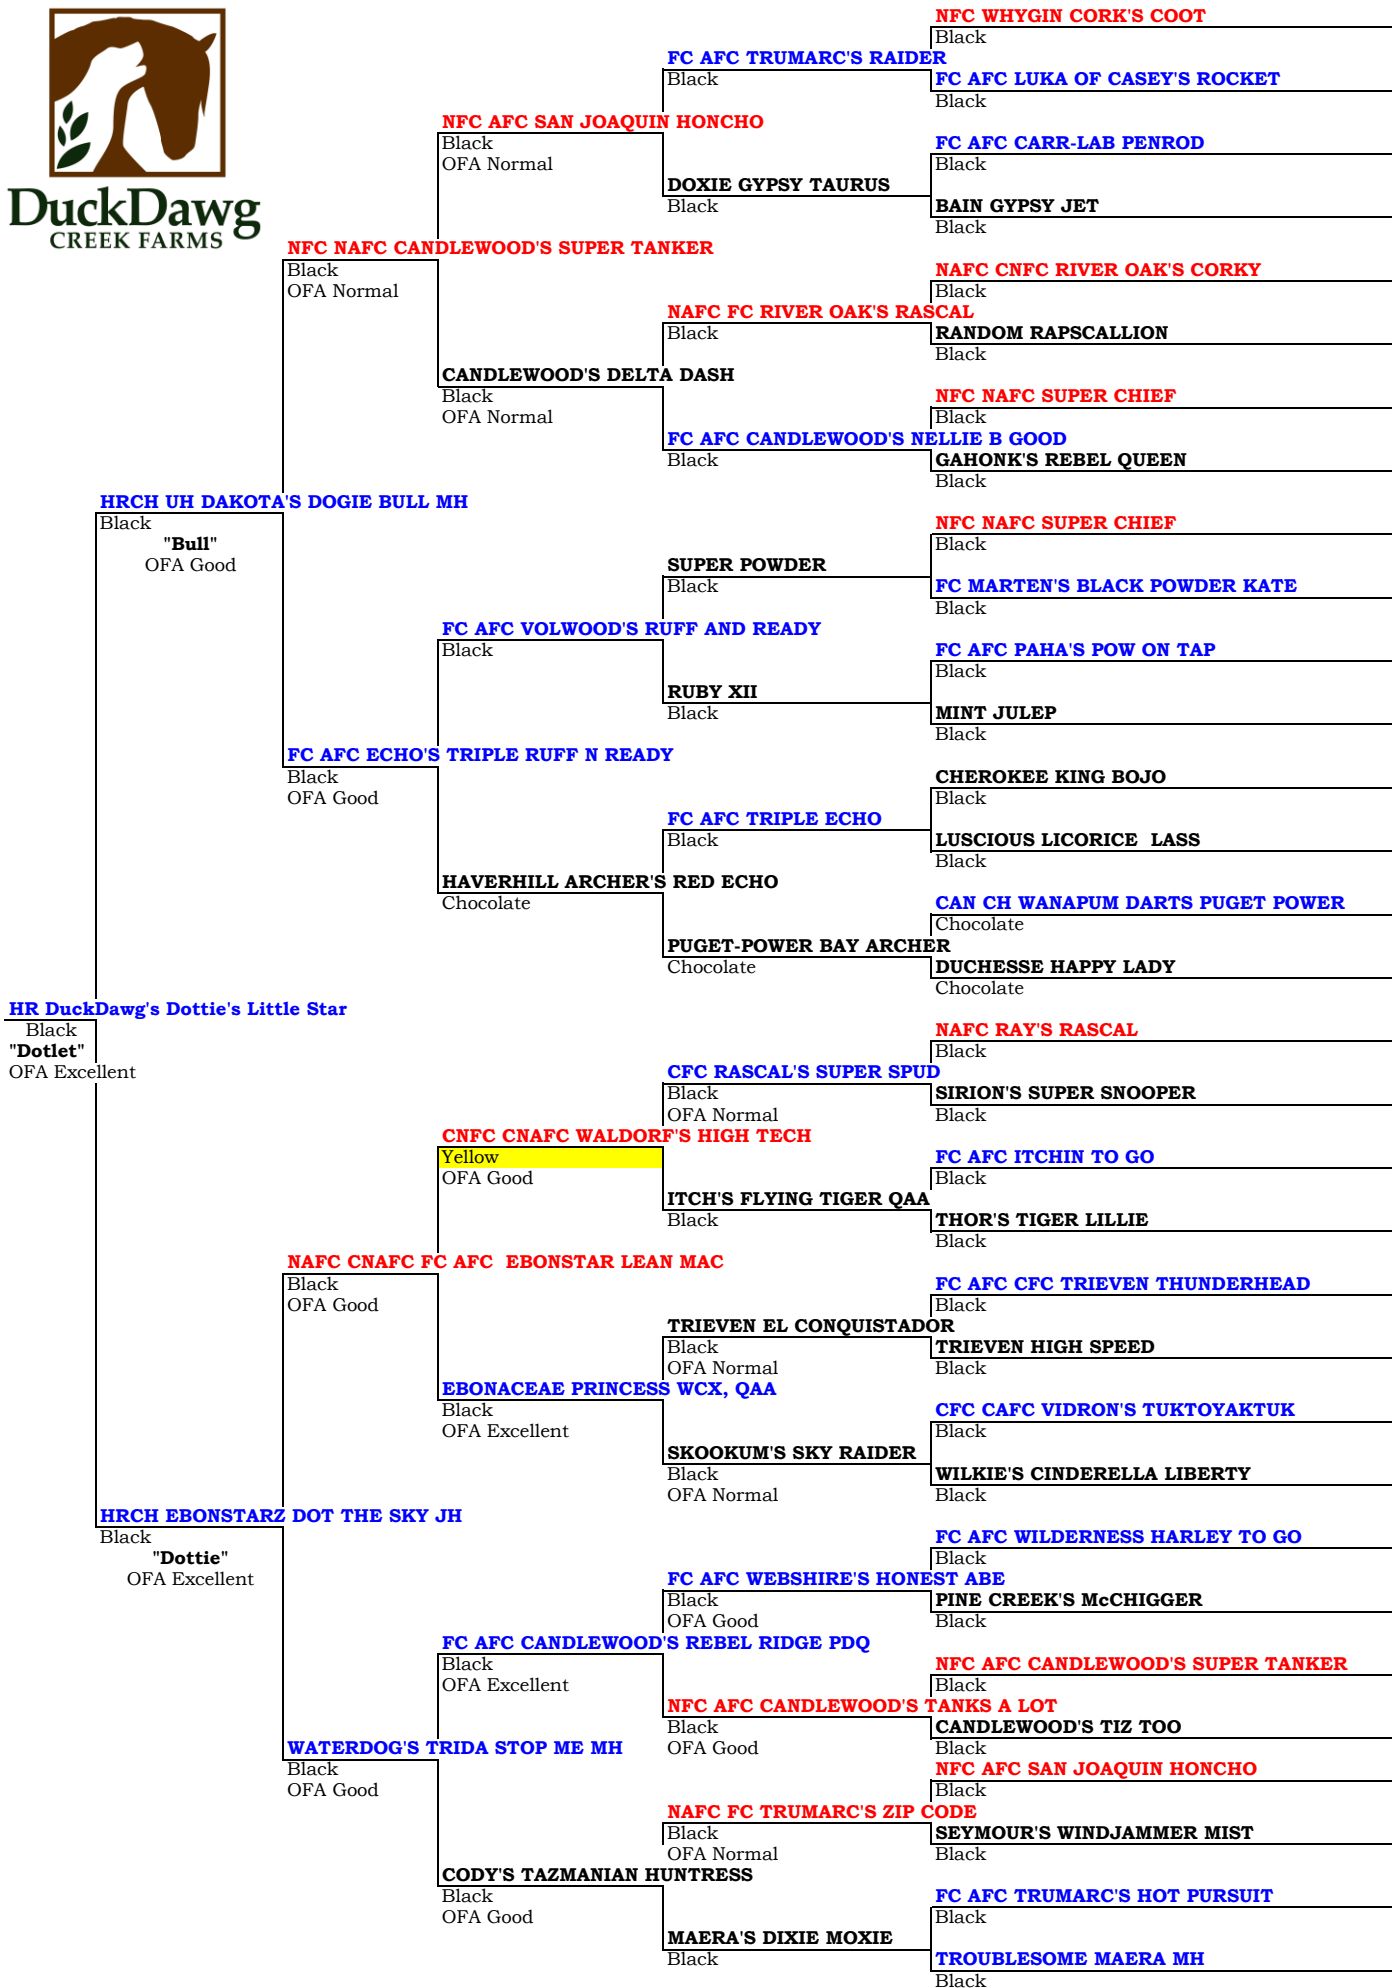 DuckDawg
CREEK FARMS
NFC WHYGIN CORK'S COOT
Black
FC AFC TRUMARC'S RAIDER
Black
FC AFC LUKA OF CASEY'S ROCKET
Black
NFC AFC SAN JOAQUIN HONCHO
Black
OFA Normal
FC AFC CARR-LAB PENROD
Black
DOXIE GYPSY TAURUS
Black
BAIN GYPSY JET
Black
NFC NAFC CANDLEWOOD'S SUPER TANKER
Black
OFA Normal
NAFC CNFC RIVER OAK'S CORKY
Black
NAFC FC RIVER OAK'S RASCAL
Black
RANDOM RAPSCALLION
Black
CANDLEWOOD'S DELTA DASH
Black
OFA Normal
NFC NAFC SUPER CHIEF
Black
FC AFC CANDLEWOOD'S NELLIE B GOOD
Black
GAHONK'S REBEL QUEEN
Black
HRCH UH DAKOTA'S DOGIE BULL MH
Black
"Bull"
OFA Good
NFC NAFC SUPER CHIEF
Black
SUPER POWDER
Black
FC MARTEN'S BLACK POWDER KATE
Black
FC AFC VOLWOOD'S RUFF AND READY
Black
FC AFC PAHA'S POW ON TAP
Black
RUBY XII
Black
MINT JULEP
Black
FC AFC ECHO'S TRIPLE RUFF N READY
Black
OFA Good
CHEROKEE KING BOJO
Black
FC AFC TRIPLE ECHO
Black
LUSCIOUS LICORICE  LASS
Black
HAVERHILL ARCHER'S RED ECHO
Chocolate
CAN CH WANAPUM DARTS PUGET POWER
Chocolate
PUGET-POWER BAY ARCHER
Chocolate
DUCHESSE HAPPY LADY
Chocolate
HR DuckDawg's Dottie's Little Star
Black
"Dotlet"
OFA Excellent
NAFC RAY'S RASCAL
Black
CFC RASCAL'S SUPER SPUD
Black
OFA Normal
SIRION'S SUPER SNOOPER
Black
CNFC CNAFC WALDORF'S HIGH TECH
Yellow
OFA Good
FC AFC ITCHIN TO GO
Black
ITCH'S FLYING TIGER QAA
Black
THOR'S TIGER LILLIE
Black
NAFC CNAFC FC AFC  EBONSTAR LEAN MAC
Black
OFA Good
FC AFC CFC TRIEVEN THUNDERHEAD
Black
TRIEVEN EL CONQUISTADOR
Black
OFA Normal
TRIEVEN HIGH SPEED
Black
EBONACEAE PRINCESS WCX, QAA
Black
OFA Excellent
CFC CAFC VIDRON'S TUKTOYAKTUK
Black
SKOOKUM'S SKY RAIDER
Black
OFA Normal
WILKIE'S CINDERELLA LIBERTY
Black
HRCH EBONSTARZ DOT THE SKY JH
Black
"Dottie"
OFA Excellent
FC AFC WILDERNESS HARLEY TO GO
Black
FC AFC WEBSHIRE'S HONEST ABE
Black
OFA Good
PINE CREEK'S McCHIGGER
Black
FC AFC CANDLEWOOD'S REBEL RIDGE PDQ
Black
OFA Excellent
NFC AFC CANDLEWOOD'S SUPER TANKER
Black
NFC AFC CANDLEWOOD'S TANKS A LOT
Black
OFA Good
CANDLEWOOD'S TIZ TOO
Black
WATERDOG'S TRIDA STOP ME MH
Black
OFA Good
NFC AFC SAN JOAQUIN HONCHO
Black
NAFC FC TRUMARC'S ZIP CODE
Black
OFA Normal
SEYMOUR'S WINDJAMMER MIST
Black
CODY'S TAZMANIAN HUNTRESS
Black
OFA Good
FC AFC TRUMARC'S HOT PURSUIT
Black
MAERA'S DIXIE MOXIE
Black
TROUBLESOME MAERA MH
Black